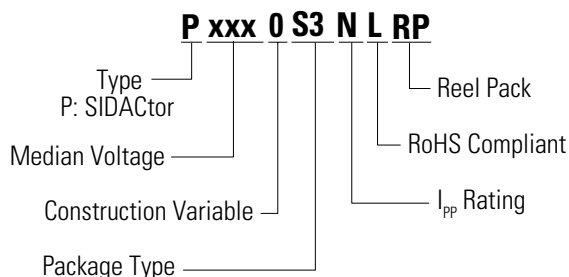 P xxx 0 S3 N L RP
Type
P: SIDACtor
Reel Pack
Median Voltage
RoHS Compliant
Construction Variable
IPP Rating
Package Type